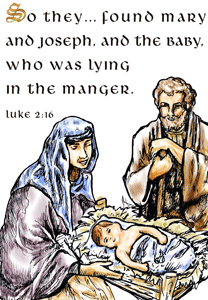 So they... found mary
and Joseph, and the baby,
who was lying
in the manger.
luke 2:16